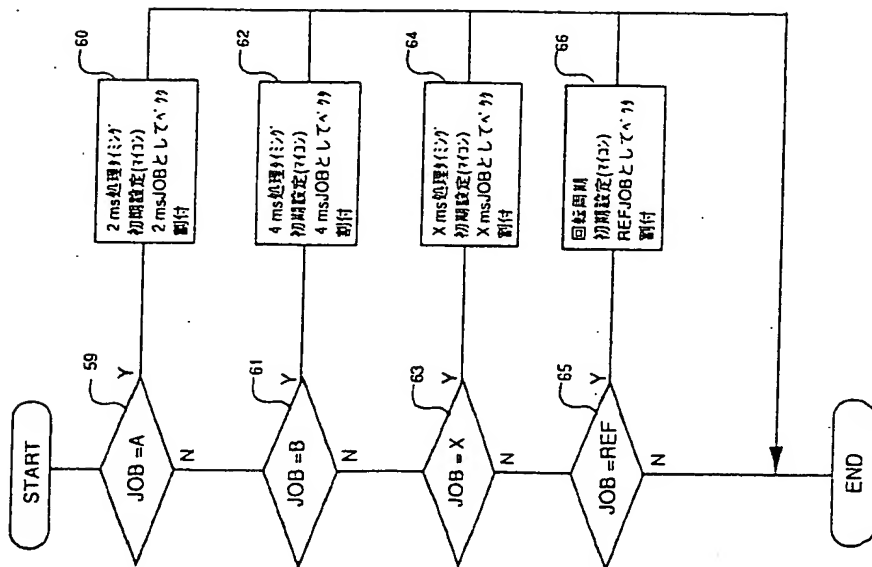 START
JOB =A
59
Y
N
60
2 ms処理タイミング
初期設定(マイコン)
2 msJOBとしてベクタ
割付
JOB =B
61
Y
N
62
4 ms処理タイミング
初期設定(マイコン)
4 msJOBとしてベクタ
割付
JOB =X
63
Y
N
64
X ms処理タイミング
初期設定(マイコン)
X msJOBとしてベクタ
割付
JOB =REF
65
Y
N
66
回転周期
初期設定(マイコン)
REFJOBとしてベクタ
割付
END